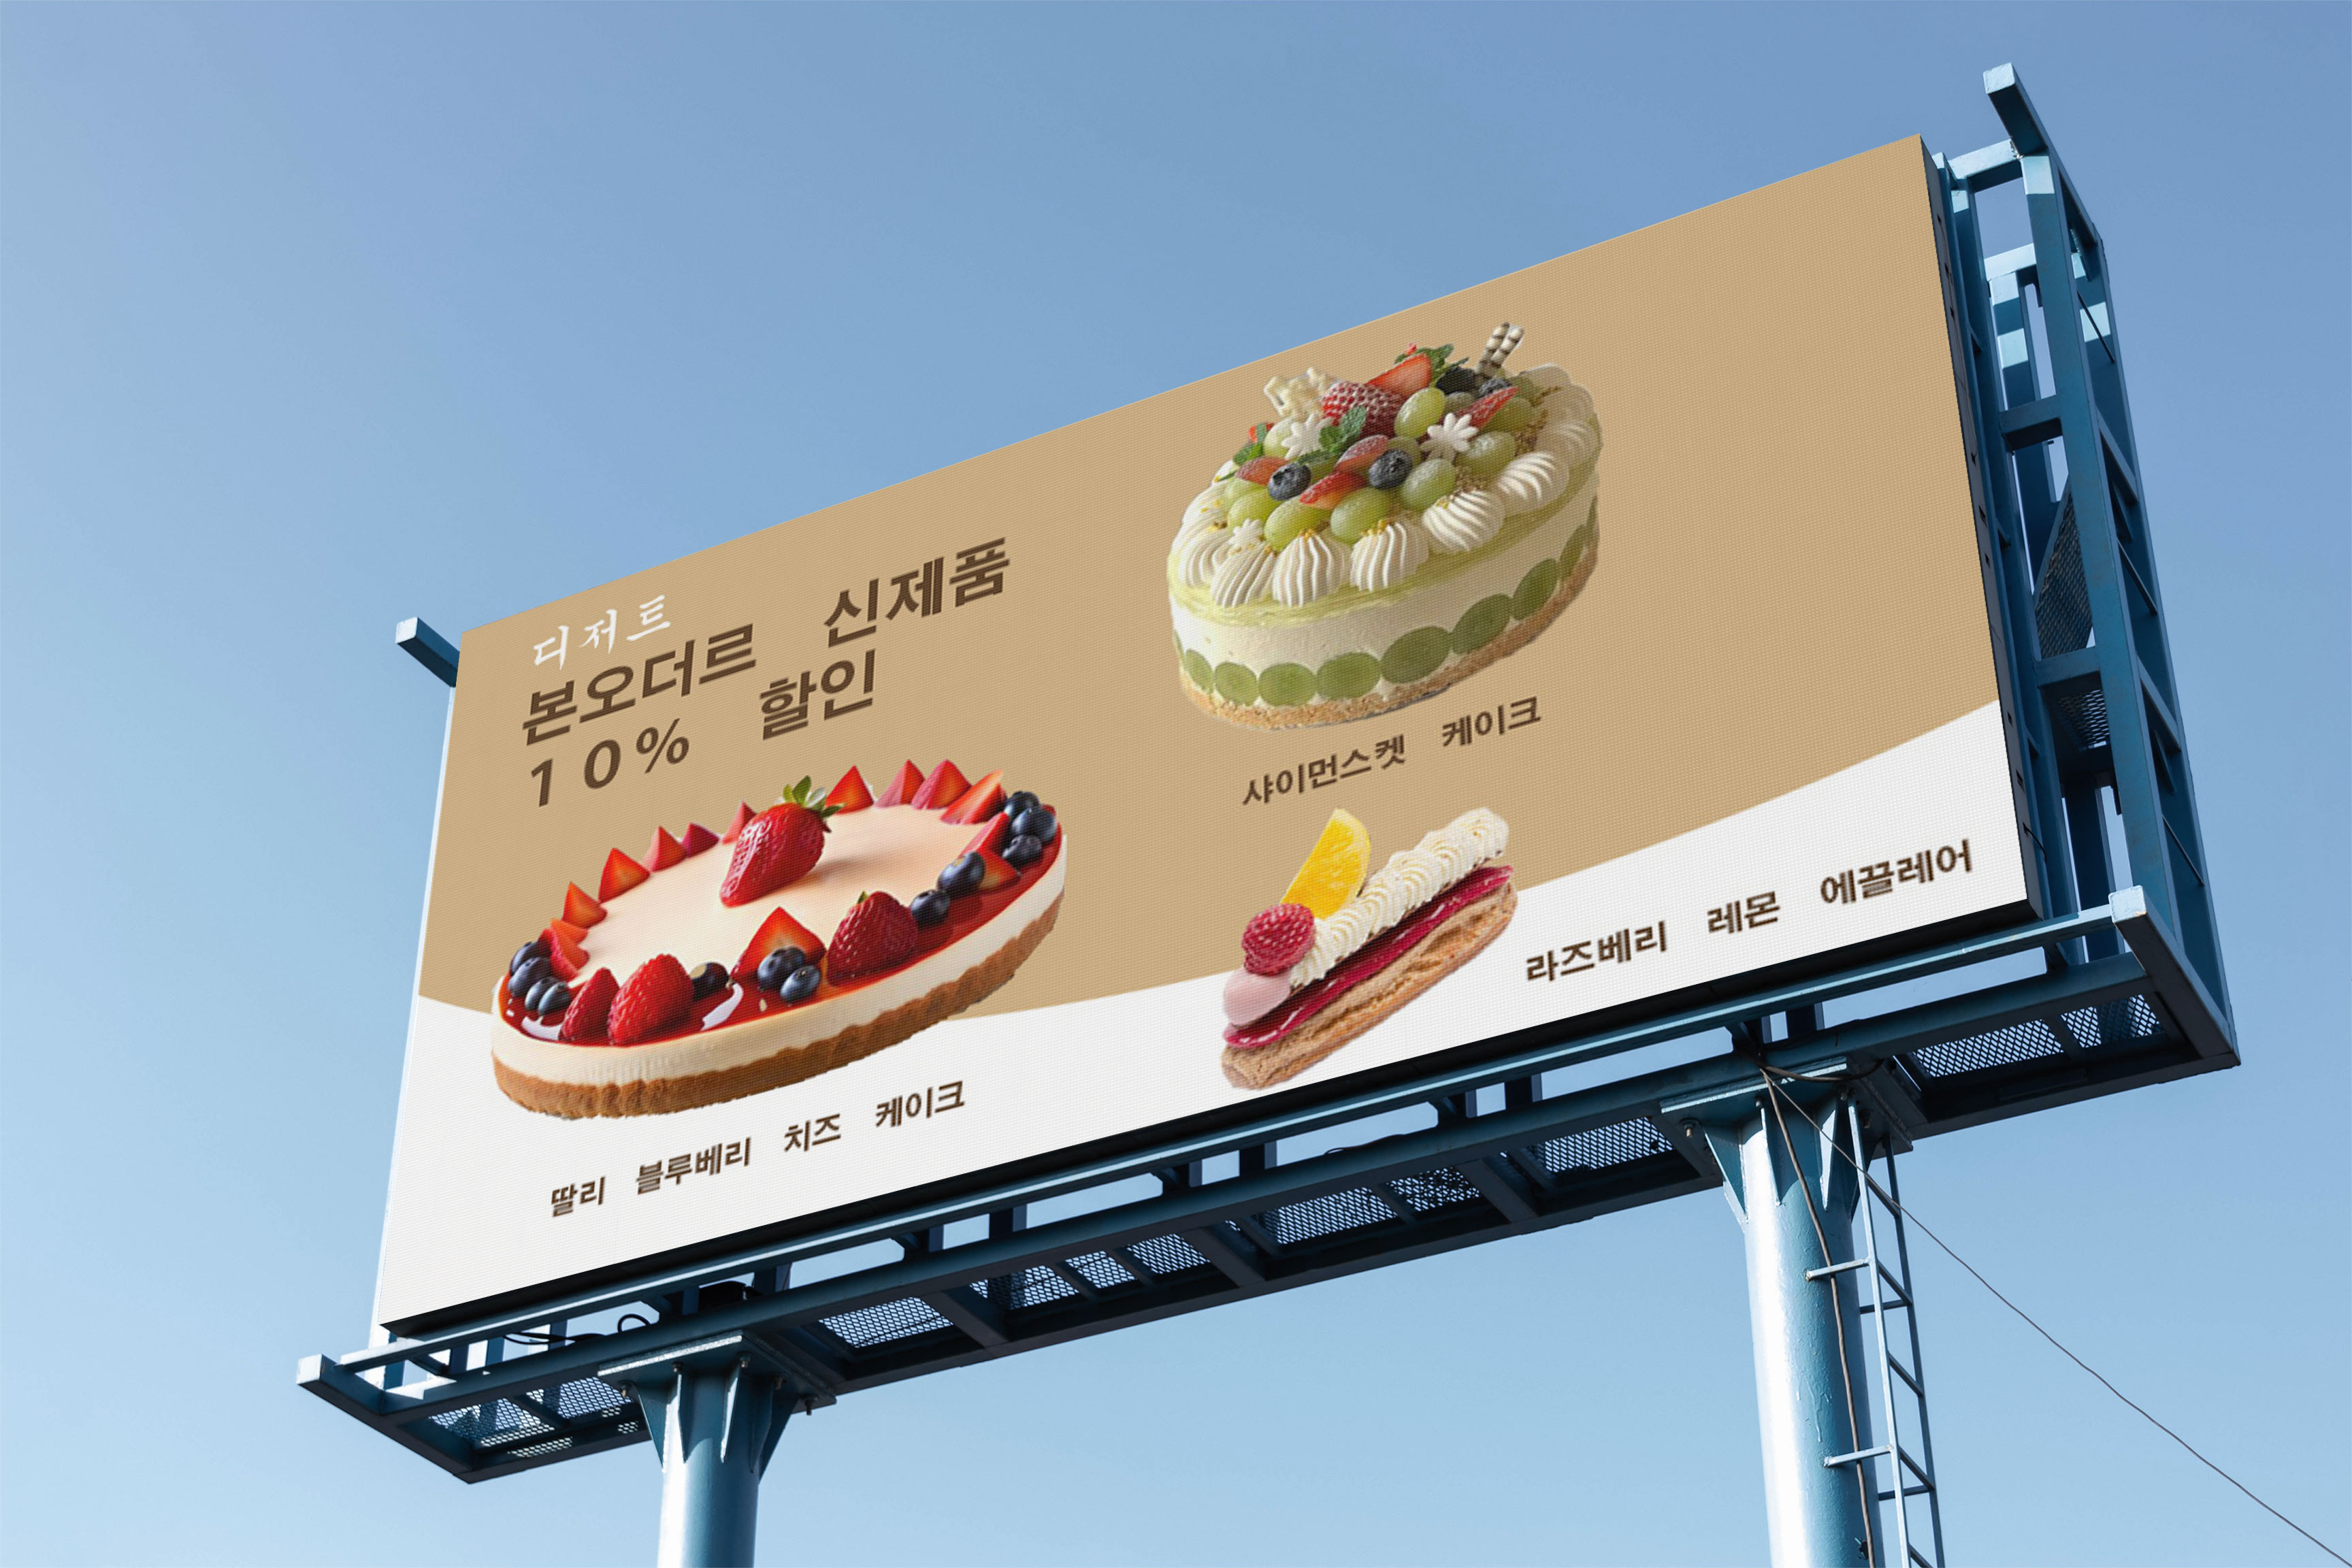 디저트
본오더르 신제품
10% 할인
샤이먼스켓 케이크
라즈베리 레몬 에끌레어
딸리 블루베리 치즈 케이크